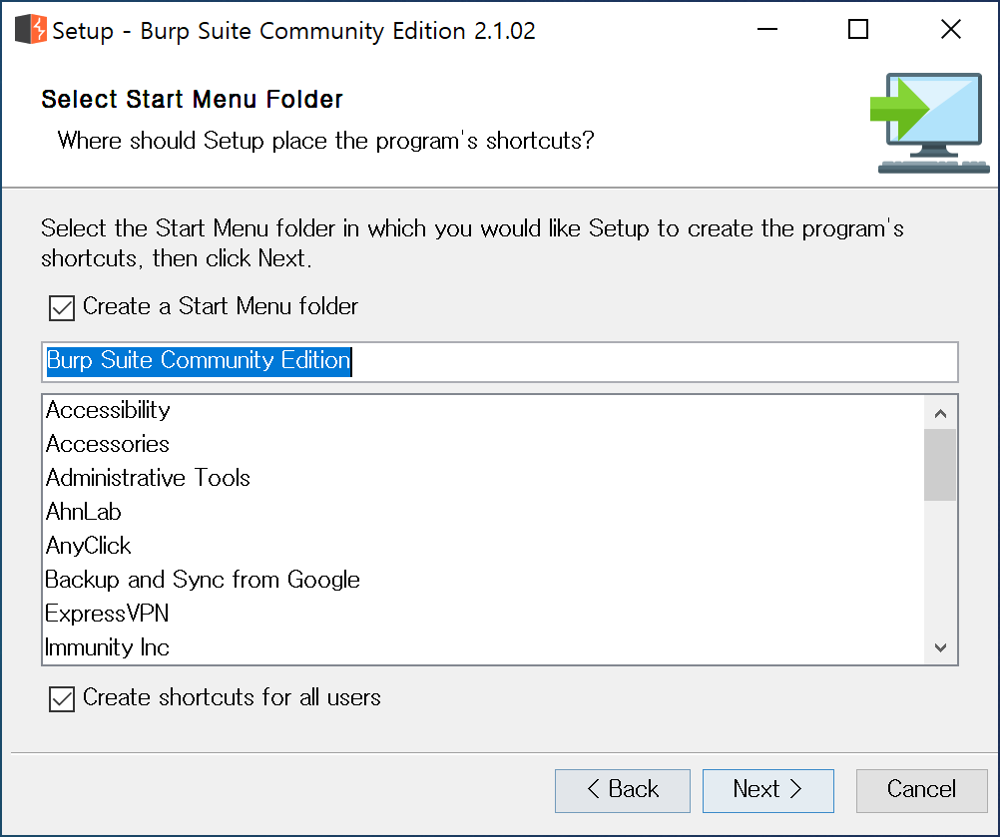 Setup - Burp Suite Community Edition 2.1.02
Select Start Menu Folder
Where should Setup place the program's shortcuts?
Select the Start Menu folder in which you would like Setup to create the program's
shortcuts, then click Next.
Create a Start Menu folder
Burp Suite Community Edition
Accessibility
Accessories
Administrative Tools
AhnLab
AnyClick
Backup and Sync from Google
ExpressVPN
Immunity Inc
Create shortcuts for all users
< Back
Next >
Cancel